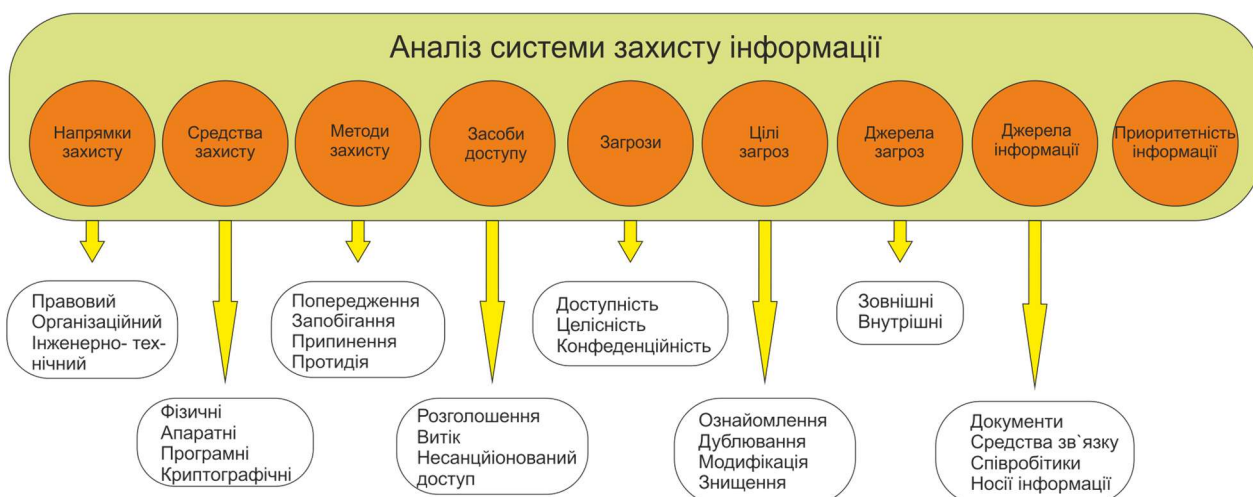 Аналіз системи захисту інформації
Напрямки
захисту
Средства
захисту
Методи
захисту
Засоби
доступу
Загрози
Цілі
загроз
Джерела
загроз
Джерела
інформації
Приоритетність
інформації
Правовий
Організаційний
Інженерно- тех-
нічний
Фізичні
Апаратні
Програмні
Криптографічні
Попередження
Запобігання
Припинення
Протидія
Розголошення
Витік
Несанційіонований
доступ
Доступність
Целісність
Конфеденційність
Ознайомлення
Дублювання
Модифікація
Знищення
Зовнішні
Внутрішні
Документи
Средства зв`язку
Співробітики
Носії інформації